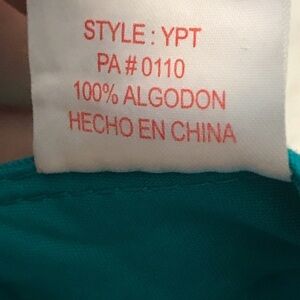 STYLE : YPT
PA # 0110
100% ALGODON
HECHO EN CHINA